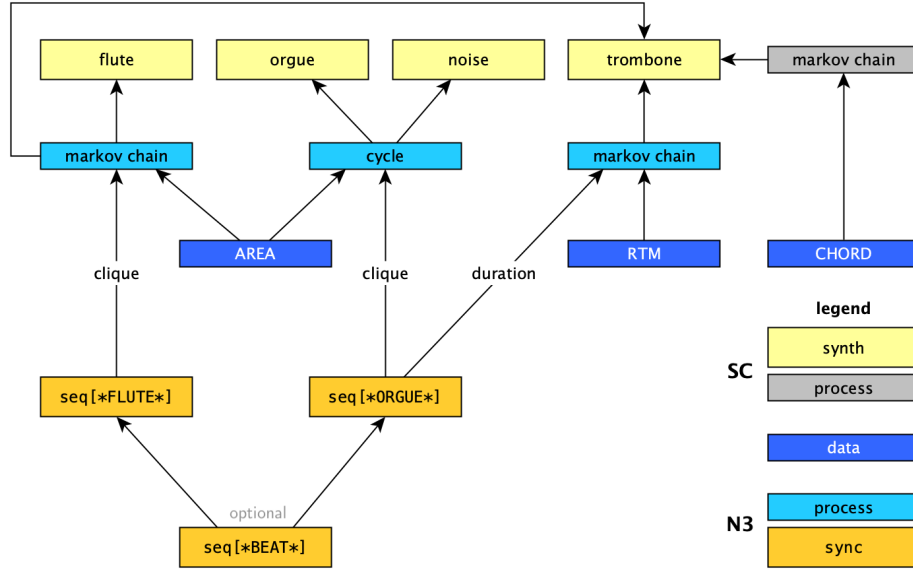 flute
orgue
noise
trombone
markov chain
markov chain
cycle
markov chain
AREA
RTM
CHORD
clique
clique
duration
legend
synth
SC
process
seq[*FLUTE*]
seq[*ORGUE*]
data
optional
process
N3
seq[*BEAT*]
sync